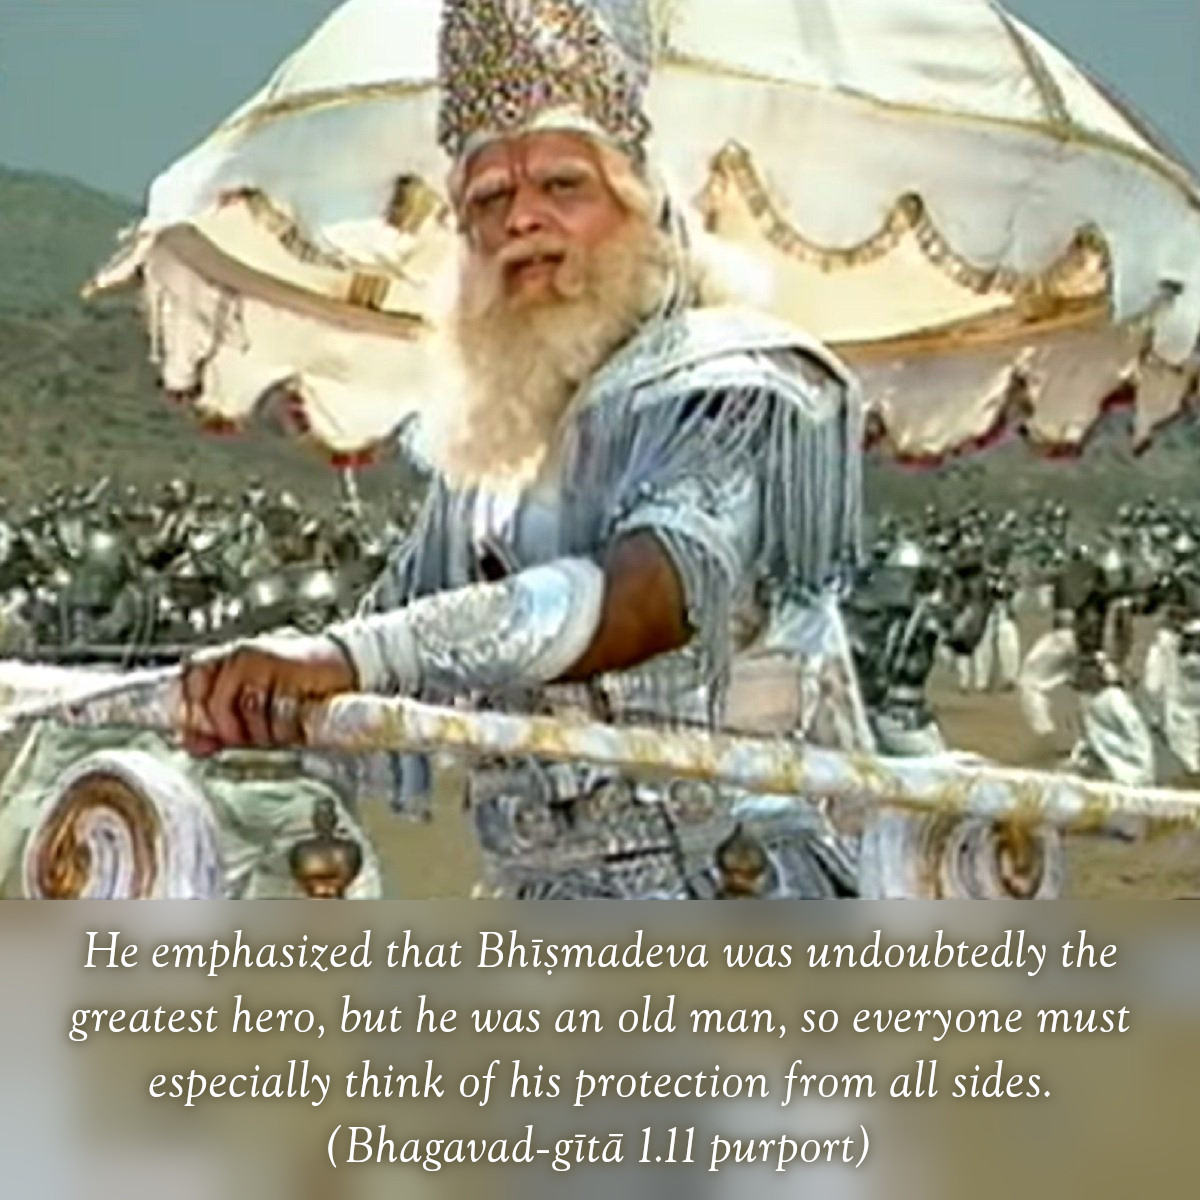 He emphasized that Bhīṣmadeva was undoubtedly the
greatest hero, but he was an old man, so everyone must
especially think of his protection from all sides.
(Bhagavad-gītā 1.11 purport)